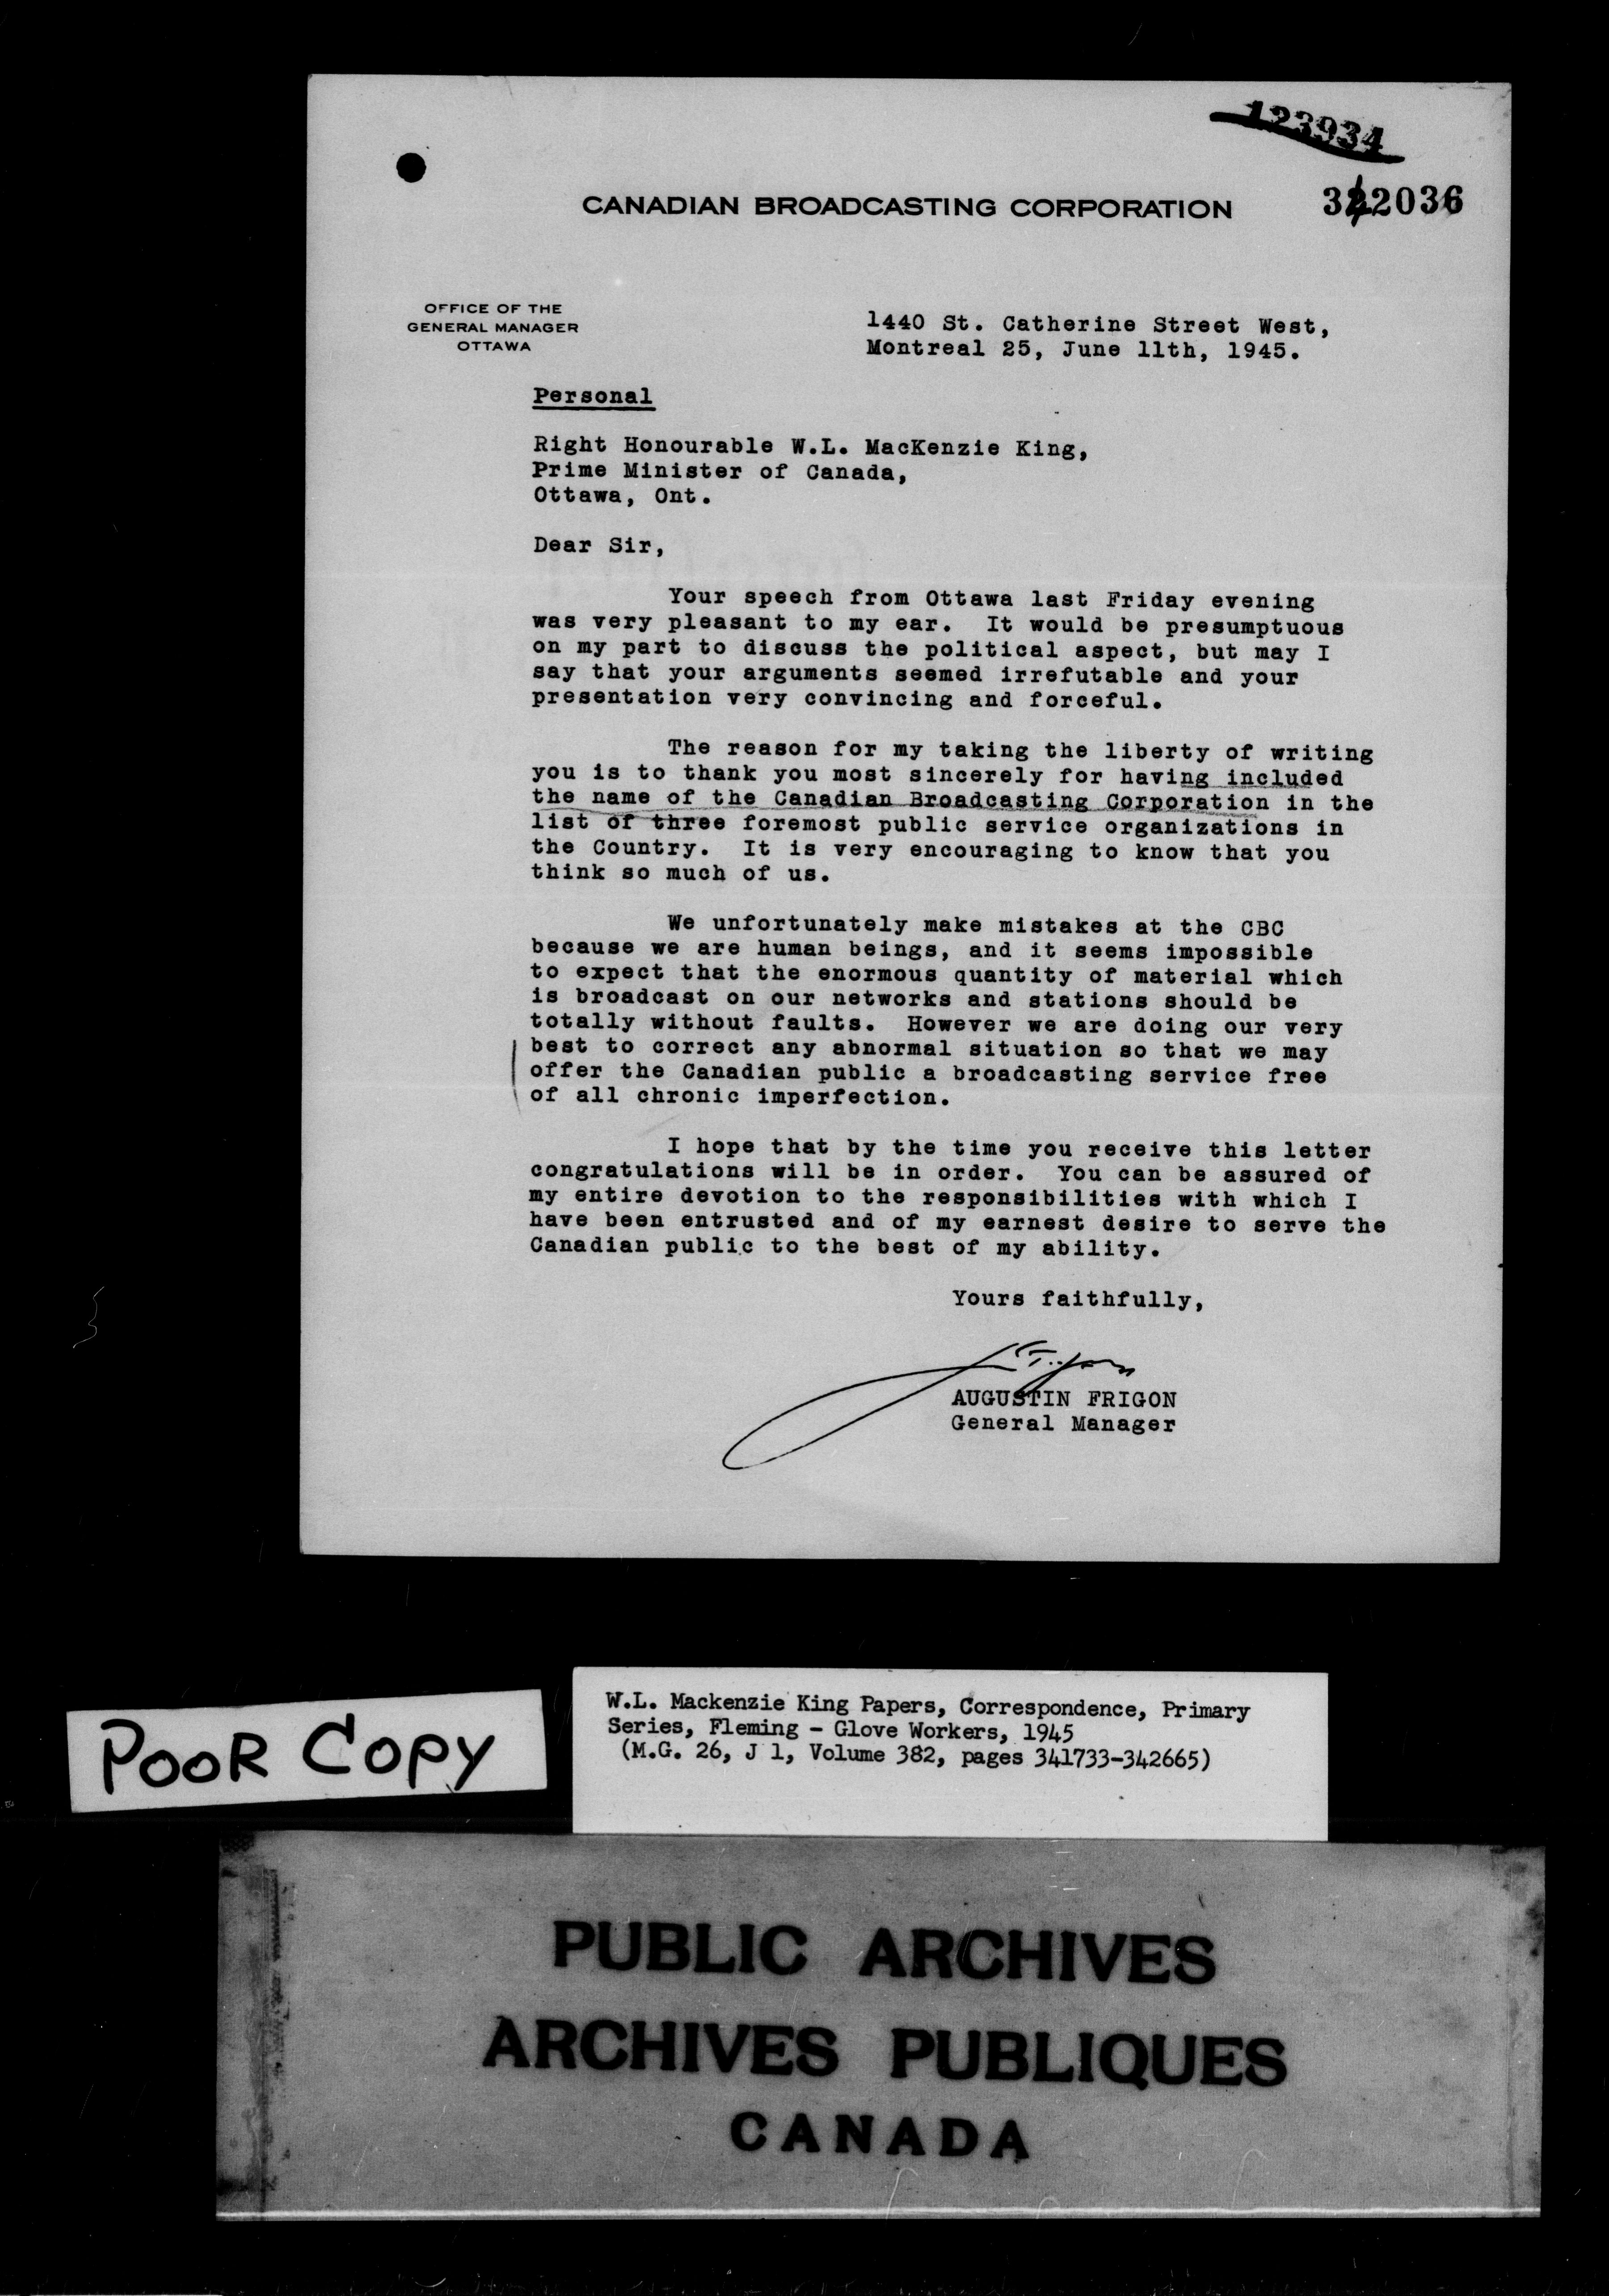 123934
CANADIAN BROADCASTING CORPORATION
342036
OFFICE OF THE
GENERAL MANAGER
OTTAWA
1440 St. Catherine Street West,
Montreal 25, June 11th, 1945.
Personal
Right Honourable W.L. MacKenzie King,
Prime Minister of Canada,
Ottawa, Ont.
Dear Sir,
Your speech from Ottawa last Friday evening
was very pleasant to my ear. It would be presumptuous
on my part to discuss the political aspect, but may I
say that your arguments seemed irrefutable and your
presentation very convincing and forceful.
The reason for my taking the liberty of writing
you is to thank you most sincerely for having included
the name of the Canadian Broadcasting Corporation in the
list of three foremost public service organizations in
the Country. It is very encouraging to know that you
think so much of us.
We unfortunately make mistakes at the CBC
because we are human beings, and it seems impossible
to expect that the enormous quantity of material which
is broadcast on our networks and stations should be
totally without faults. However we are doing our very
best to correct any abnormal situation so that we may
offer the Canadian public a broadcasting service free
of all chronic imperfection.
I hope that by the time you receive this letter
congratulations will be in order. You can be assured of
my entire devotion to the responsibilities with which I
have been entrusted and of my earnest desire to serve the
Canadian public to the best of my ability.
Yours faithfully,
AUGUSTIN FRIGON
General Manager
POOR COPY
W.L. Mackenzie King Papers, Correspondence, Primary
Series, Fleming - Glove Workers, 1945
(M.G. 26, J 1, Volume 382, pages 341733-342665)
PUBLIC ARCHIVES
ARCHIVES PUBLIQUES
CANADA